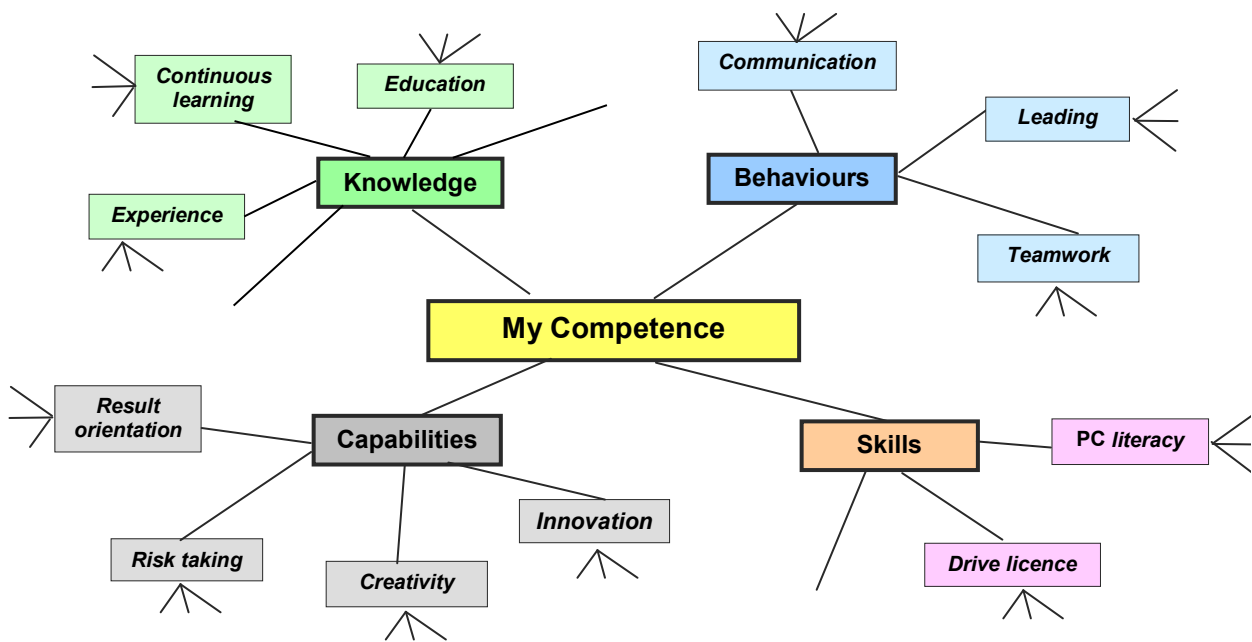 Continuous
learning
Education
Communication
Leading
Knowledge
Behaviours
Experience
Teamwork
My Competence
Result
orientation
Capabilities
Skills
PC literacy
Innovation
Risk taking
Creativity
Drive licence